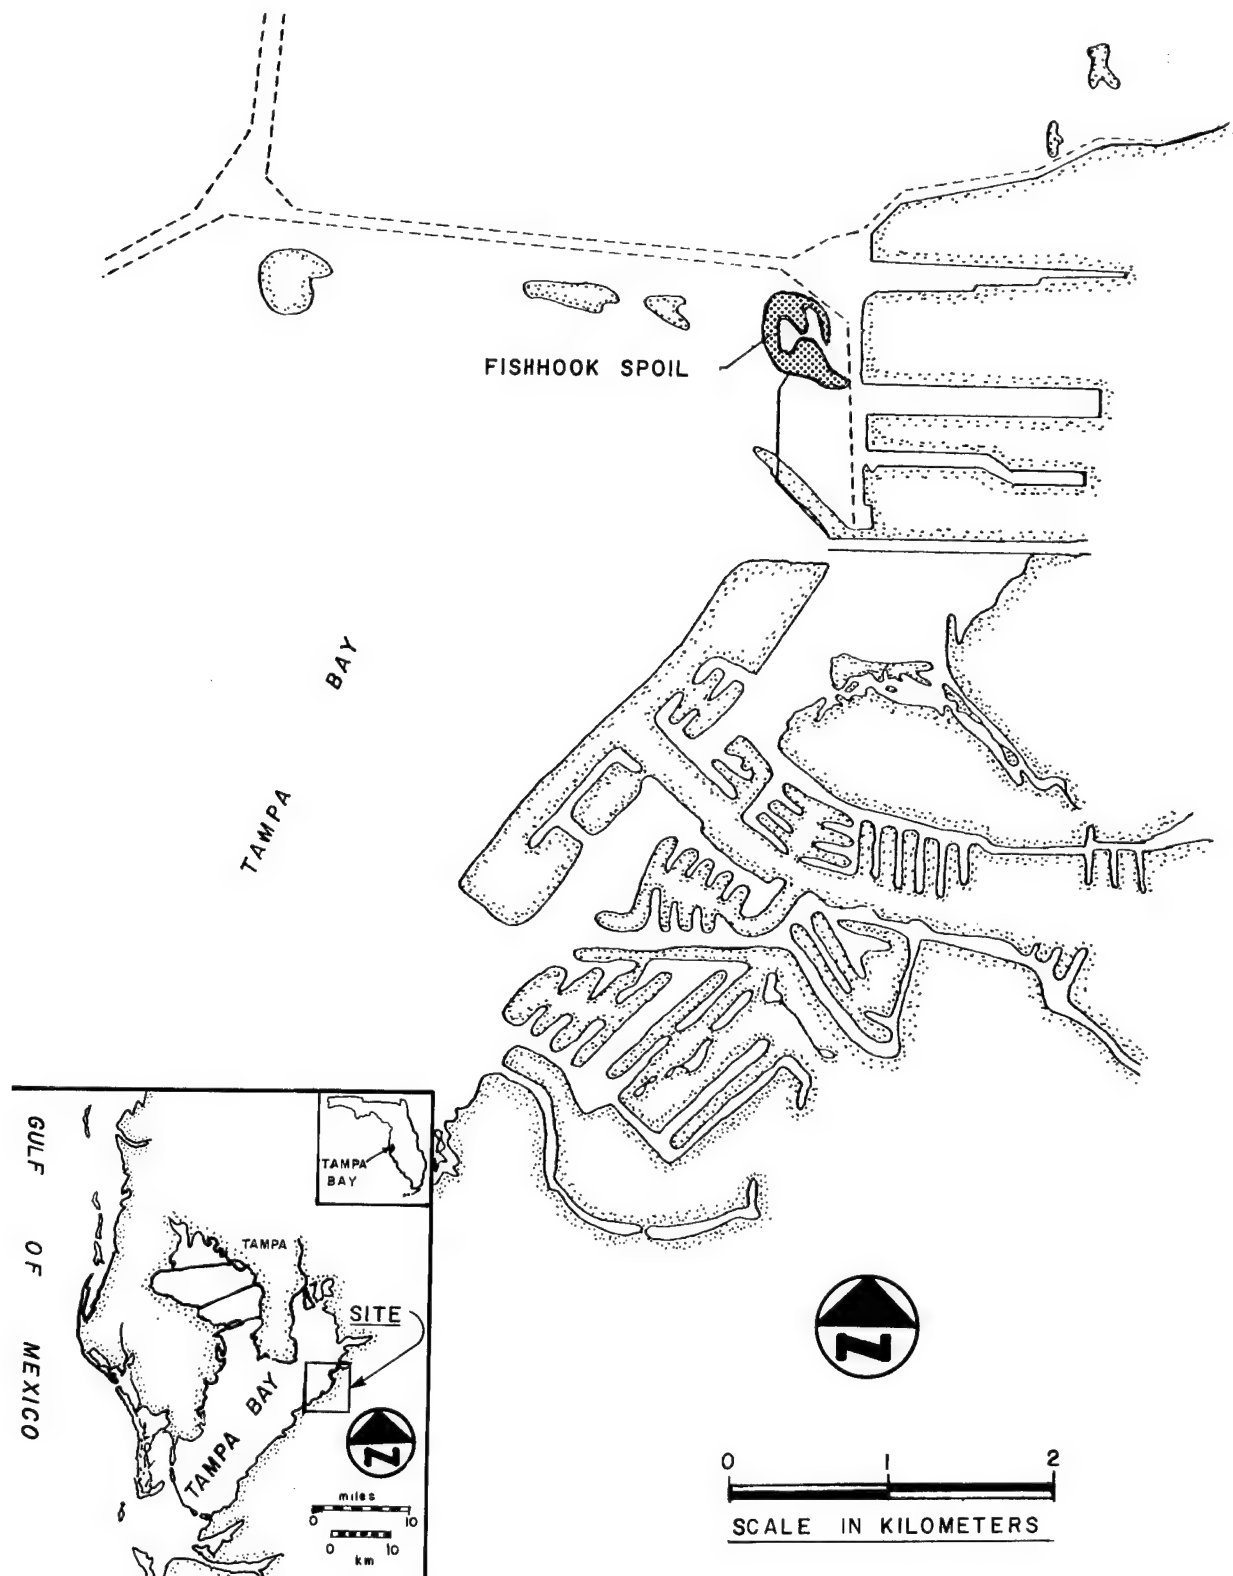 FISHHOOK SPOIL
TAMPA BAY
GULF OF MEXICO
TAMPA
BAY
TAMPA
SITE
TAMPA BAY
N
miles
0 10
0 10
km
N
0 1 2
SCALE IN KILOMETERS